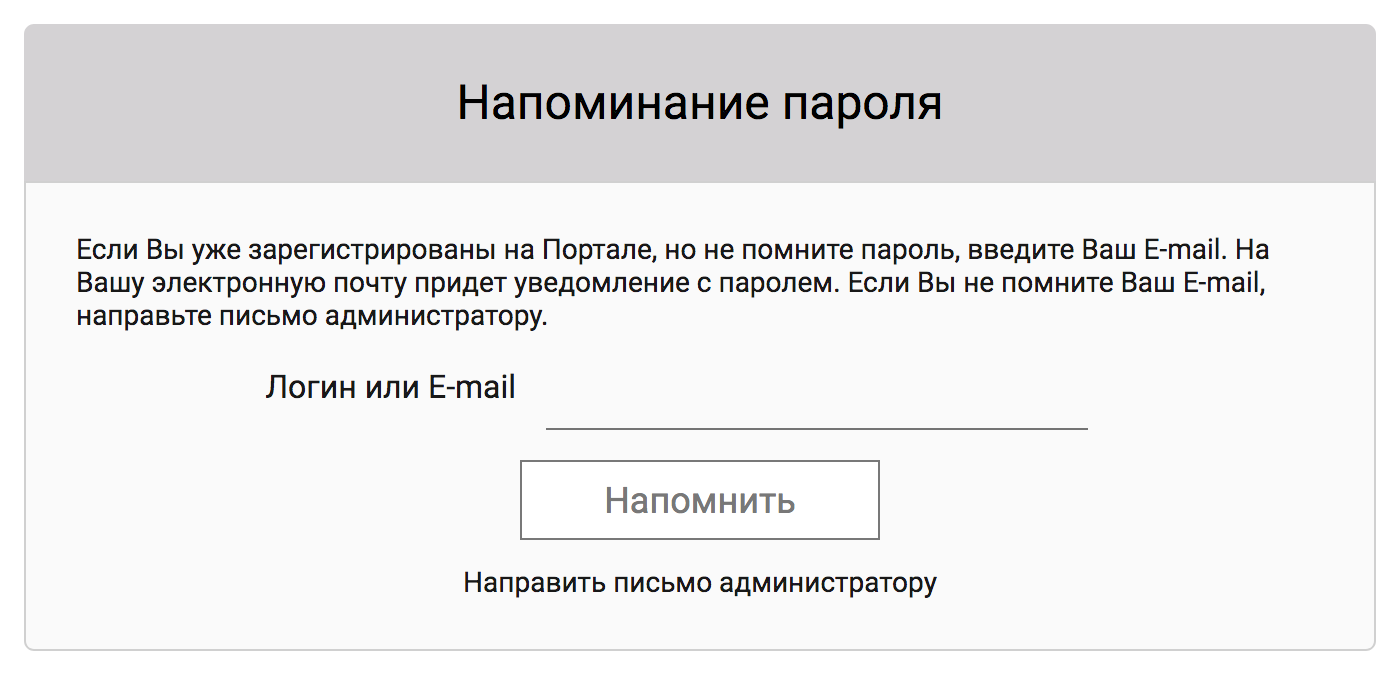 Напоминание пароля
Если Вы уже зарегистрированы на Портале, но не помните пароль, введите Ваш E-mail. На
Вашу электронную почту придет уведомление с паролем. Если Вы не помните Ваш E-mail,
направьте письмо администратору.
Логин или E-mail
Напомнить
Направить письмо администратору